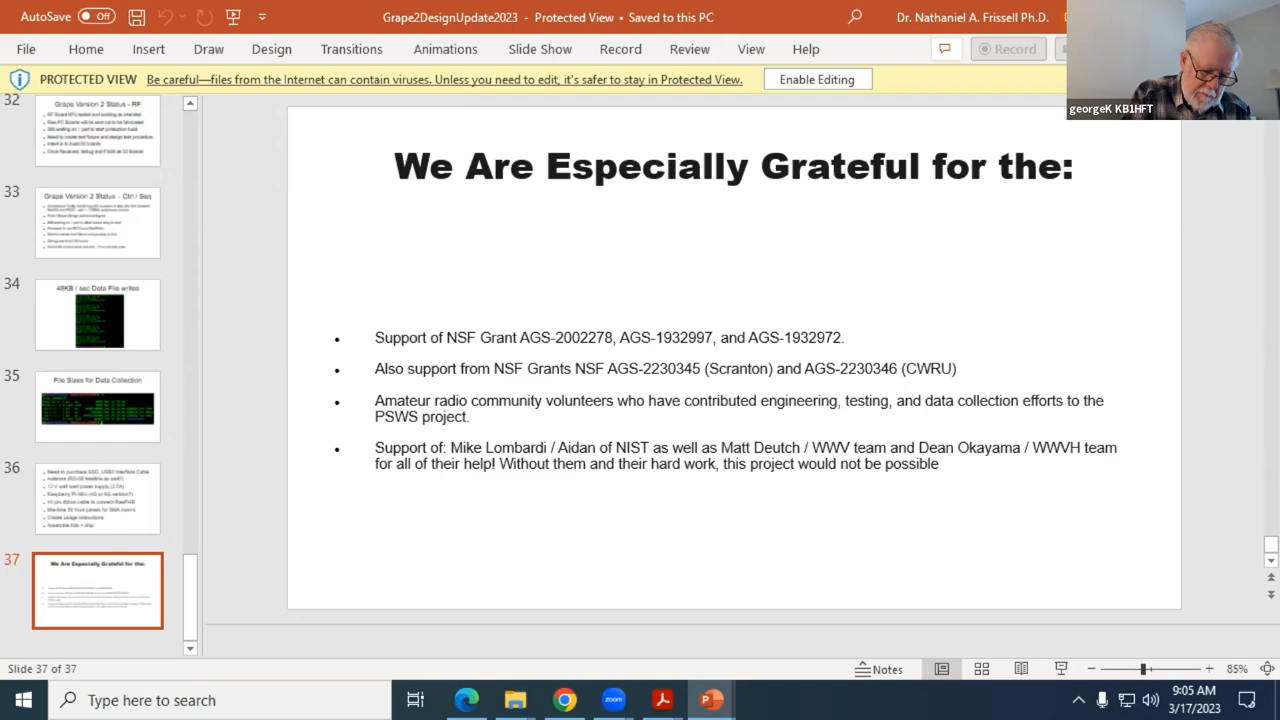 AutoSave Off
Grape2DesignUpdate2023 - Protected View • Saved to this PC
Dr. Nathaniel A. Frissell Ph.D.
File Home Insert Draw Design Transitions Animations Slide Show Record Review View Help
Record
PROTECTED VIEW Be careful—files from the Internet can contain viruses. Unless you need to edit, it's safer to stay in Protected View.
Enable Editing
georgeK KB1HFT
32
Grape Version 2 Status - RF
33
Grape Version 2 Status – Ctrl / Seq
34
48KB / sec Data File writes
35
File Sizes for Data Collection
36
37
We Are Especially Grateful for the:
We Are Especially Grateful for the:
• Support of NSF Grant AGS-2002278, AGS-1932997, and AGS-1932972.
• Also support from NSF Grants NSF AGS-2230345 (Scranton) and AGS-2230346 (CWRU)
• Amateur radio community volunteers who have contributed engineering, testing, and data collection efforts to the
PSWS project.
• Support of: Mike Lombardi / Aidan of NIST as well as Matt Deutch / WWV team and Dean Okayama / WWVH team
for all of their help! Without them and their hard work, this project would not be possible
Slide 37 of 37
Notes
85%
Type here to search
zoom
9:05 AM
3/17/2023